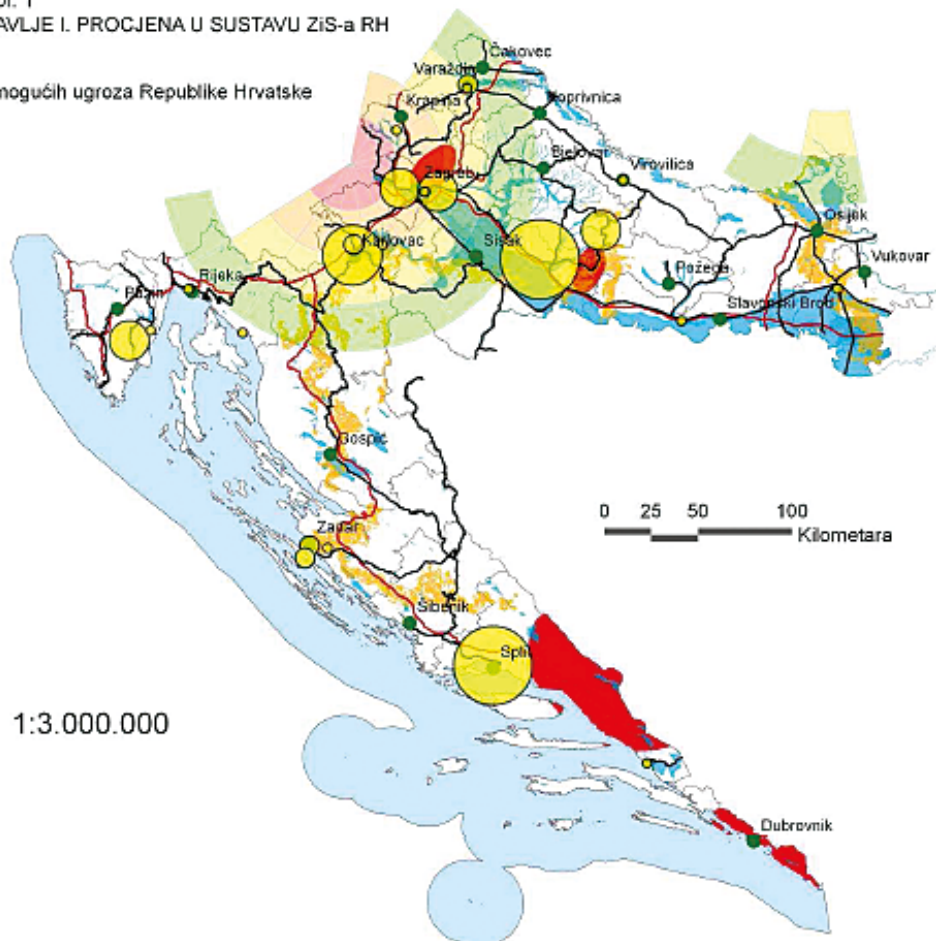 AVLJE I. PROCJENA U SUSTAVU ZiS-a RH
mogućih ugroza Republike Hrvatske
Čakovec
Varaždin
Krapina
Koprivnica
Bjelovar
Virovilica
Zagreb
Osijek
Karlovac
Sisak
Vukovar
Požega
Rijeka
Pazin
Slavonski Brod
Gospić
0 25 50 100
Kilometara
Zadar
Šibenik
Split
1:3.000.000
Dubrovnik